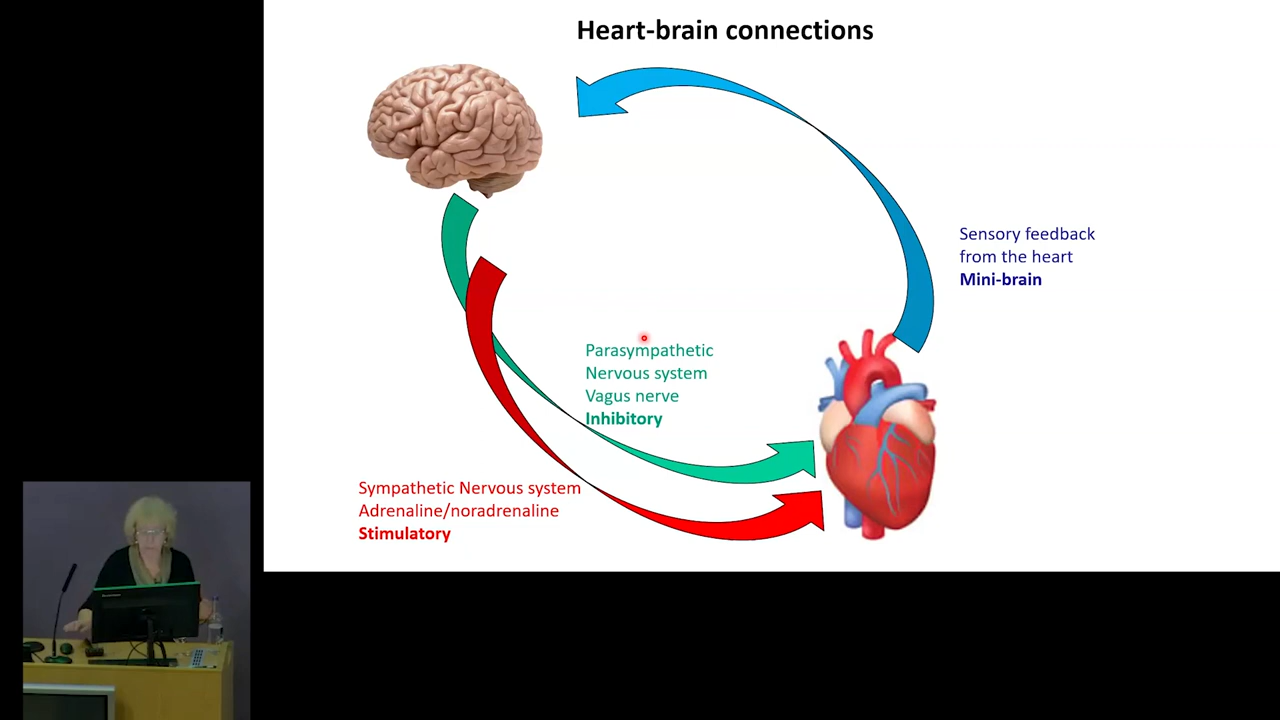 Heart-brain connections
Sensory feedback
from the heart
Mini-brain
Parasympathetic
Nervous system
Vagus nerve
Inhibitory
Sympathetic Nervous system
Adrenaline/noradrenaline
Stimulatory